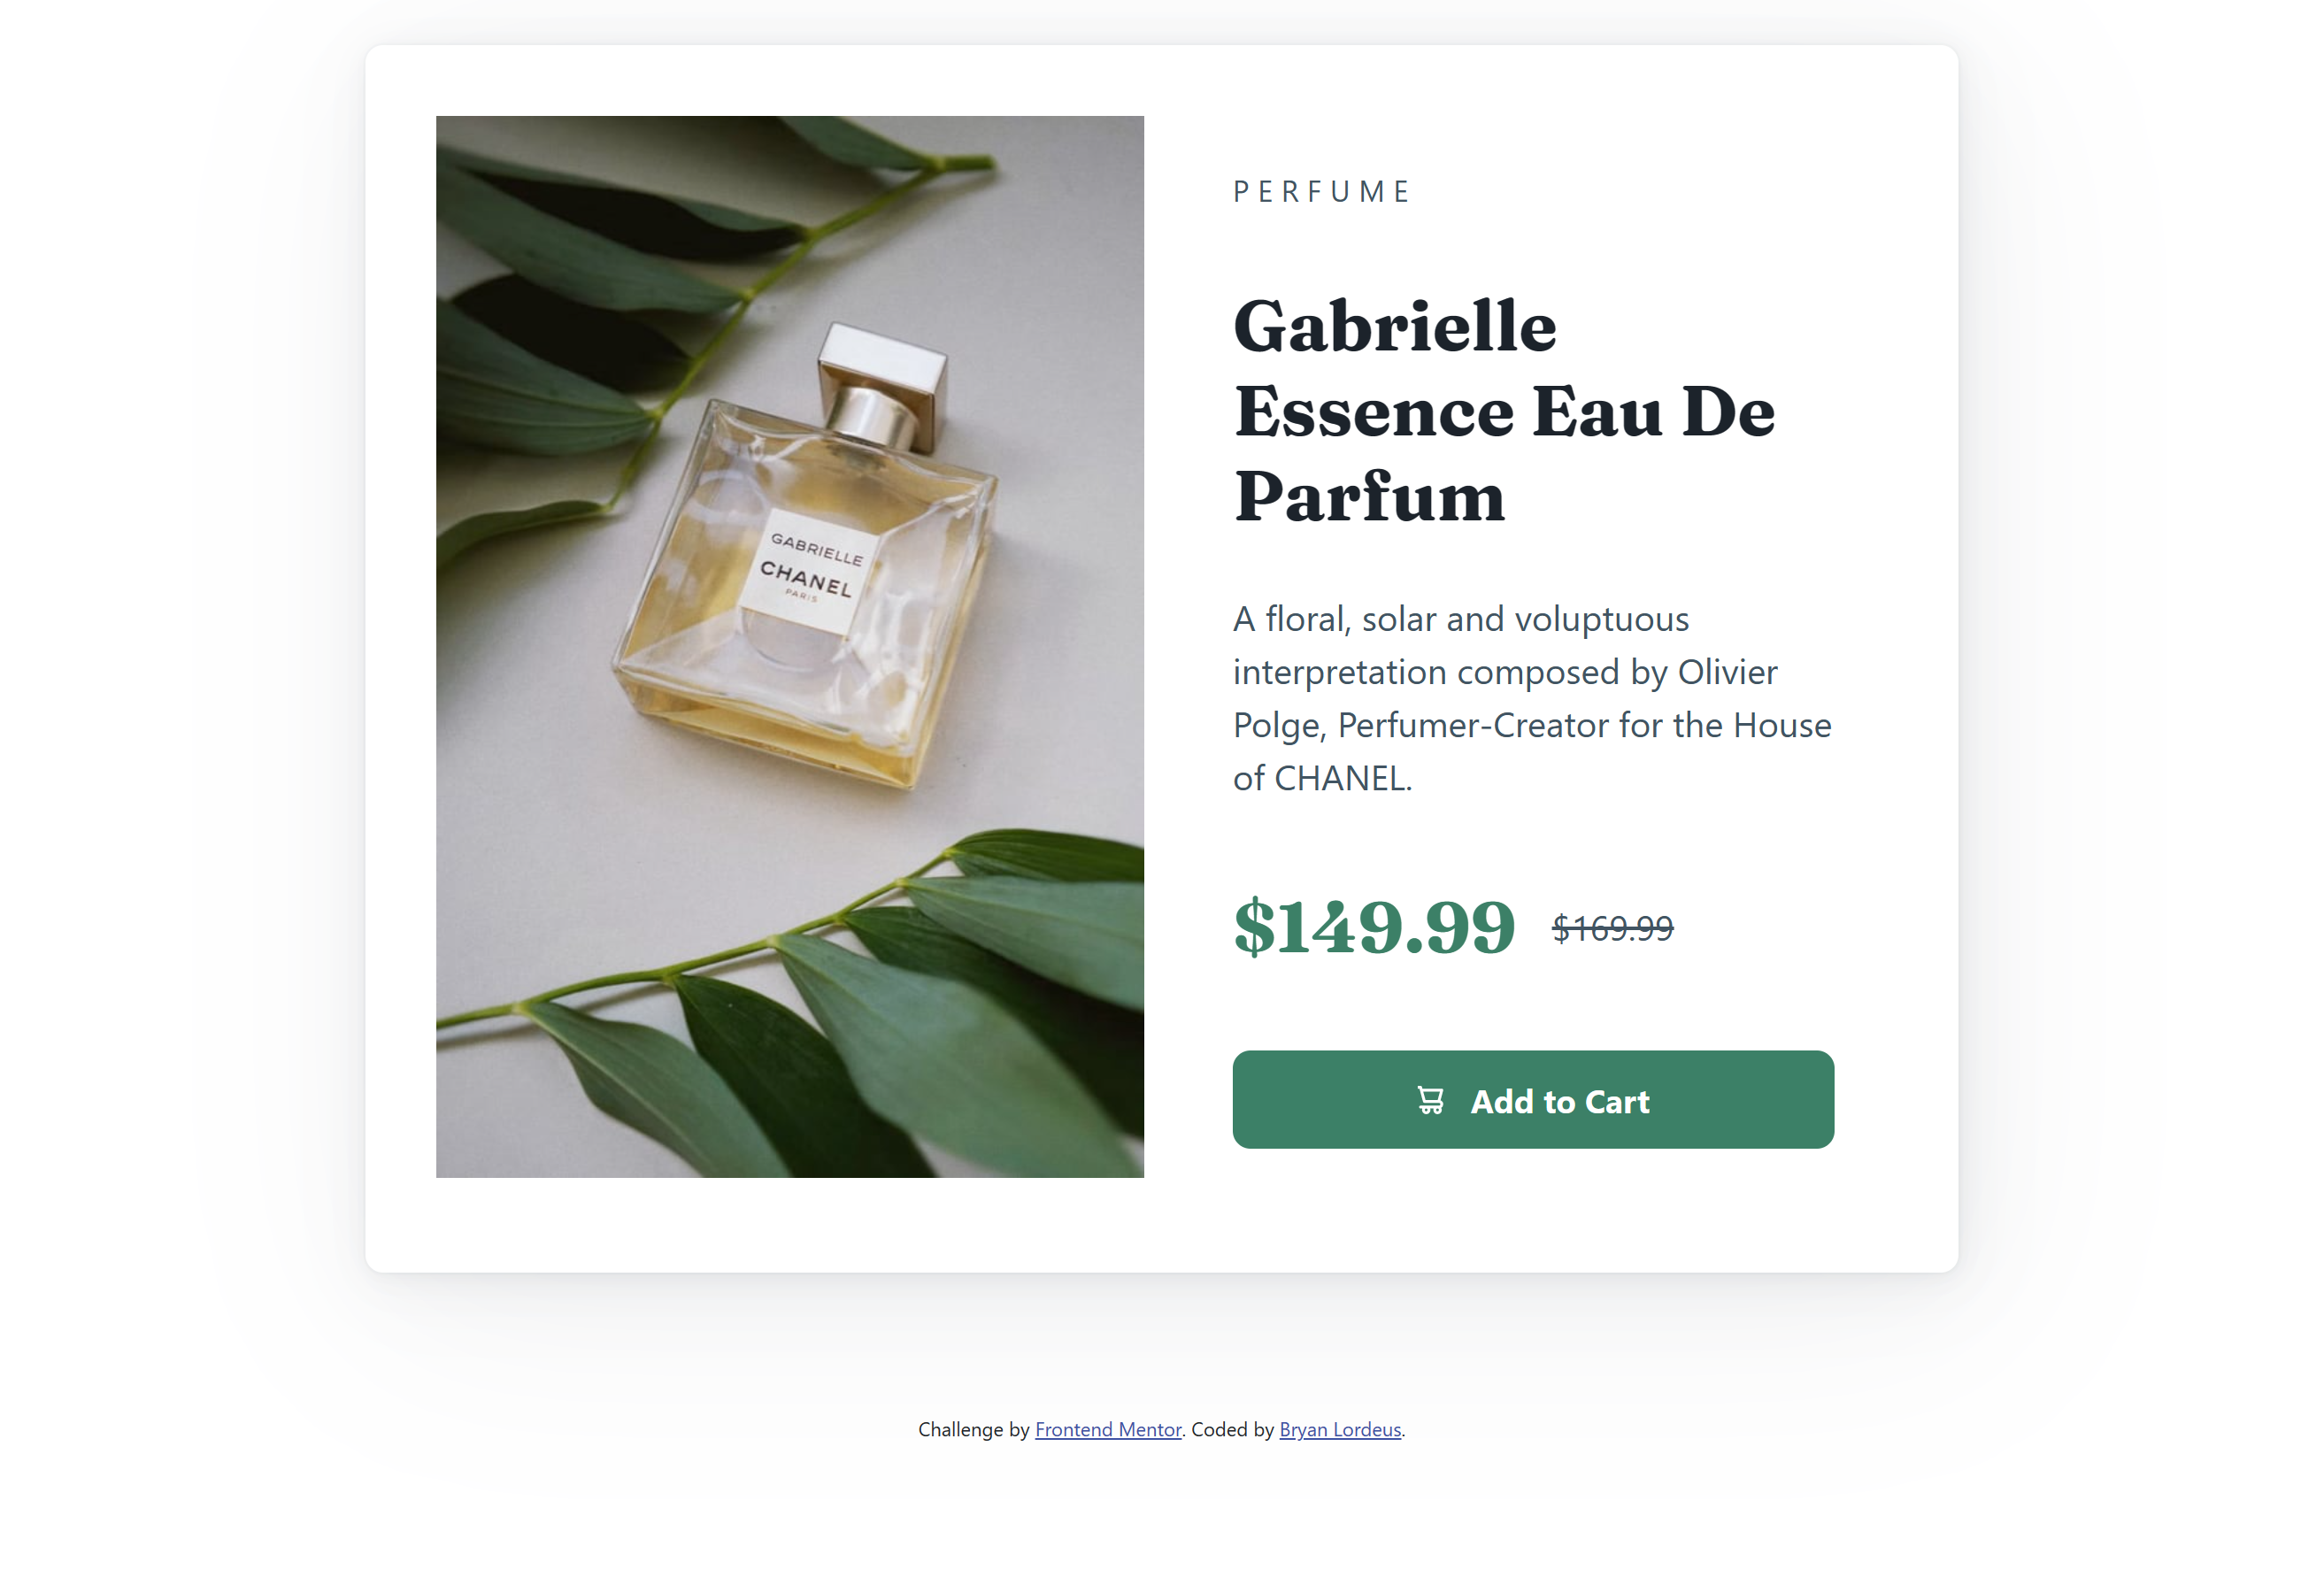 PERFUME
Gabrielle
Essence Eau De
Parfum
GABRIELLE
CHANEL
PARIS
A floral, solar and voluptuous
interpretation composed by Olivier
Polge, Perfumer-Creator for the House
of CHANEL.
$149.99 $169.99
Add to Cart
Challenge by Frontend Mentor. Coded by Bryan Lordeus.